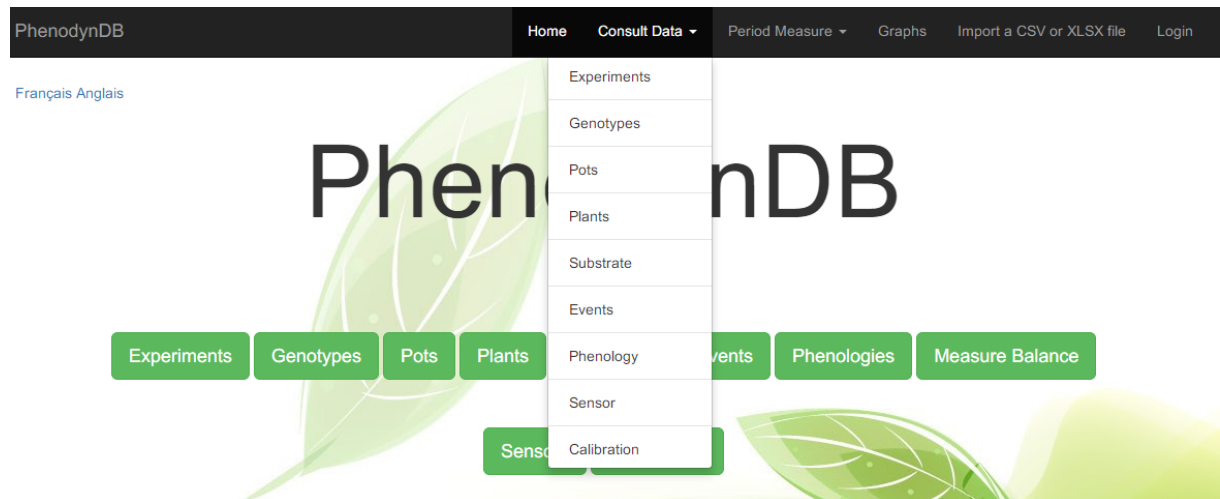 PhenodynDB Home Consult Data Period Measure Graphs Import a CSV or XLSX file Login
Français Anglais
Experiments
Genotypes
Pots
Plants
Substrate
Events
Phenology
Sensor
Calibration
Phen nDB
Experiments Genotypes Pots Plants vents Phenologies Measure Balance
Senso